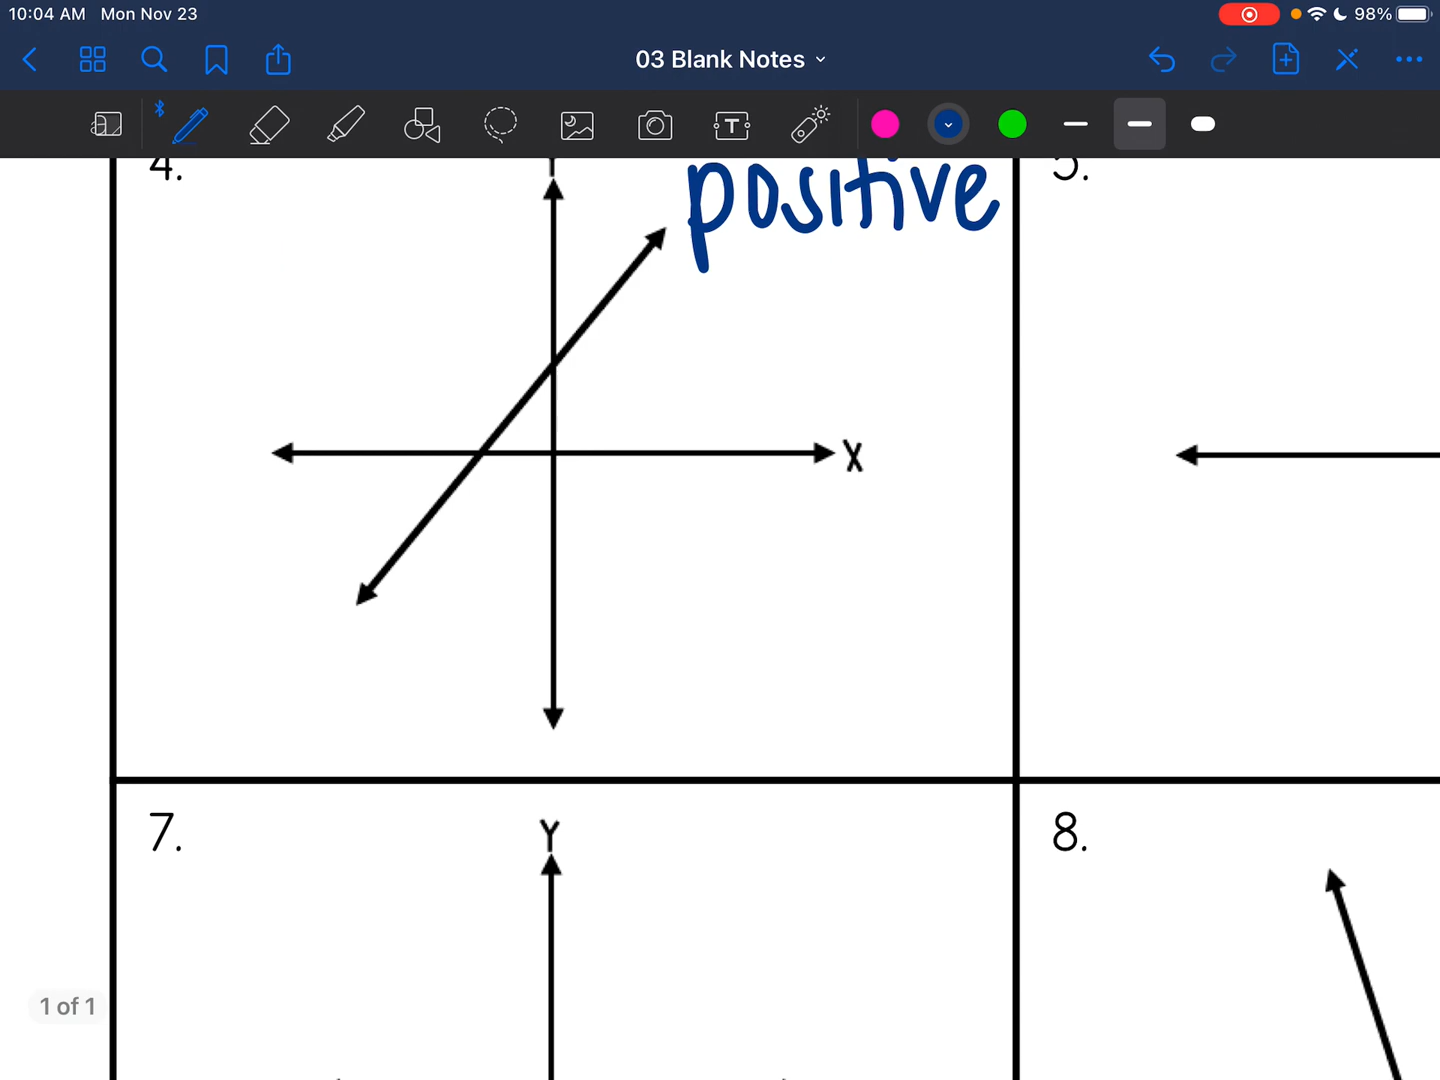 10:04 AM Mon Nov 23
98%
03 Blank Notes
T
4.
positive
5.
X
7.
Y
8.
1 of 1